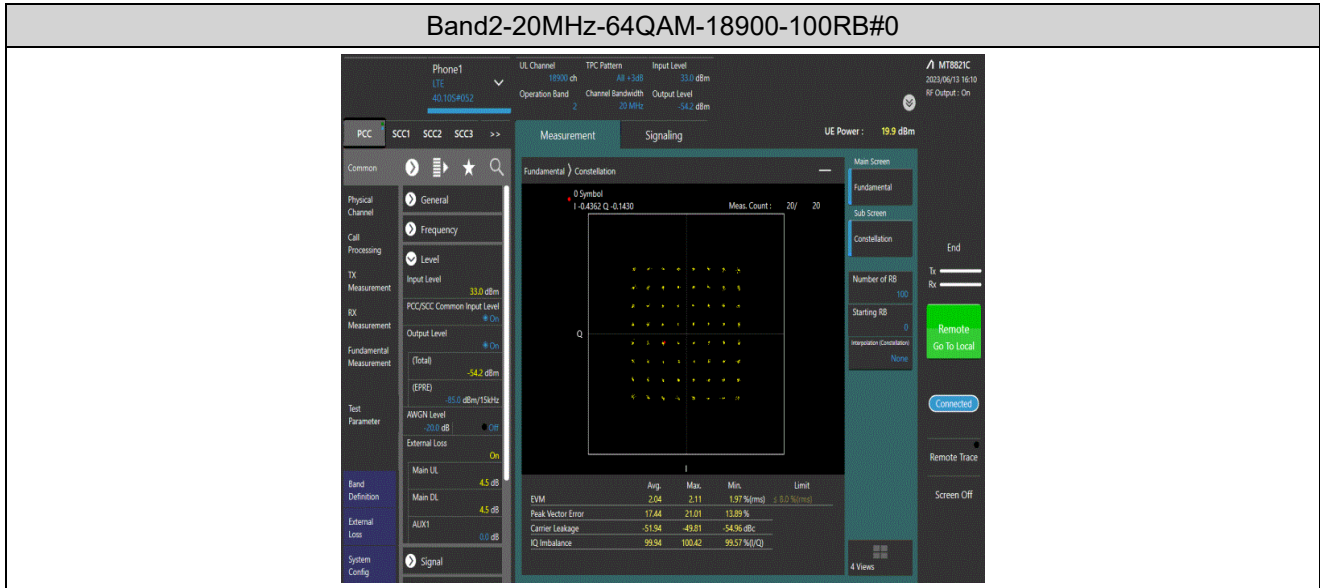 Band2-20MHz-64QAM-18900-100RB#0
Phone1
LTE
40.10S#052
UL Channel TPC Pattern Input Level
18900 ch All +3dB 33.0 dBm
Operation Band Channel Bandwidth Output Level
2 20 MHz -54.2 dBm
MT8821C
2023/06/13 16:10
RF Output : On
PCC SCC1 SCC2 SCC3 >>
Measurement Signaling
UE Power : 19.9 dBm
Common
Physical
Channel
Call
Processing
TX
Measurement
RX
Measurement
Fundamental
Measurement
Test
Parameter
Band
Definition
External
Loss
System
Config
General
Frequency
Level
Input Level
33.0 dBm
PCC/SCC Common Input Level
On
Output Level
On
(Total)
-54.2 dBm
(EPRE)
-85.0 dBm/15kHz
AWGN Level
-20.0 dB Off
External Loss
On
Main UL
4.5 dB
Main DL
4.5 dB
AUX1
0.0 dB
Signal
Fundamental Constellation
0 Symbol
I -0.4362 Q -0.1430 Meas. Count : 20/ 20
Q
I
Avg. Max. Min. Limit
EVM 2.04 2.11 1.97 %(rms) ≤ 8.0 %(rms)
Peak Vector Error 17.44 21.01 13.89 %
Carrier Leakage -51.94 -49.81 -54.96 dBc
IQ Imbalance 99.94 100.42 99.57 %(I/Q)
Main Screen
Fundamental
Sub Screen
Constellation
Number of RB
100
Starting RB
0
Interpolation (Constellation)
None
4 Views
End
Tx
Rx
Remote
Go To Local
Connected
Remote Trace
Screen Off